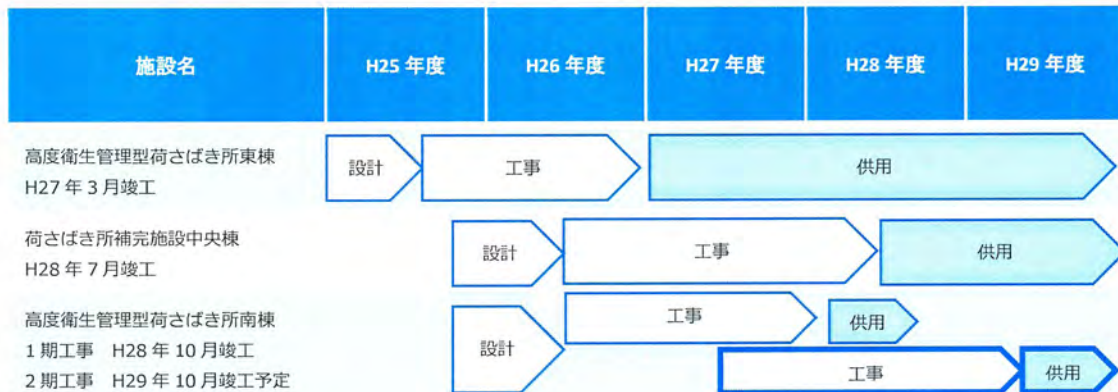 施設名
H25 年度
H26 年度
H27 年度
H28 年度
H29 年度
高度衛生管理型荷さばき所東棟
H27 年 3 月竣工
設計
工事
供用
荷さばき所補完施設中央棟
H28 年 7 月竣工
設計
工事
供用
高度衛生管理型荷さばき所南棟
1 期工事　H28 年 10 月竣工
2 期工事　H29 年 10 月竣工予定
設計
工事
供用
工事
供用